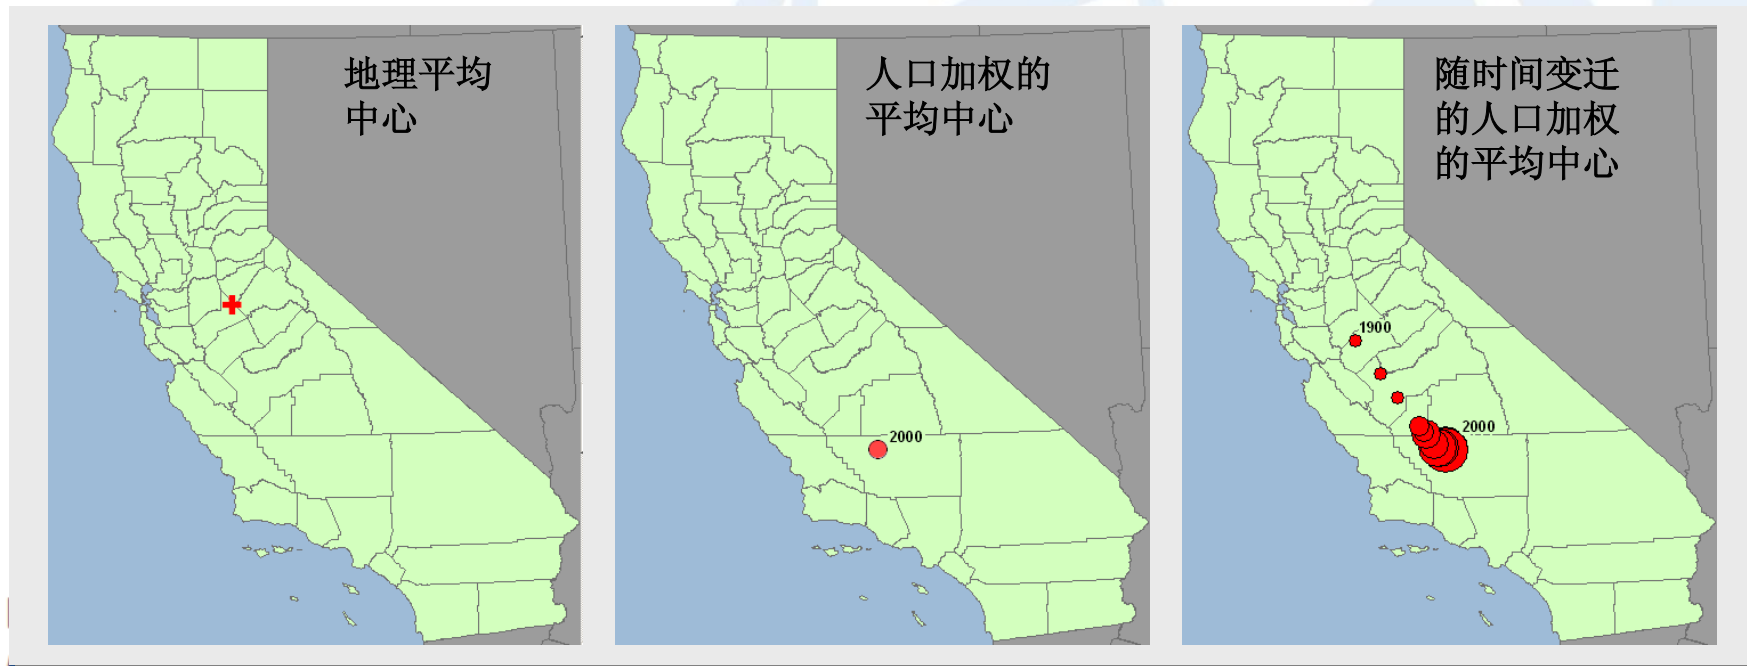 地理平均
中心
人口加权的
平均中心
2000
随时间变迁
的人口加权
的平均中心
1900
2000